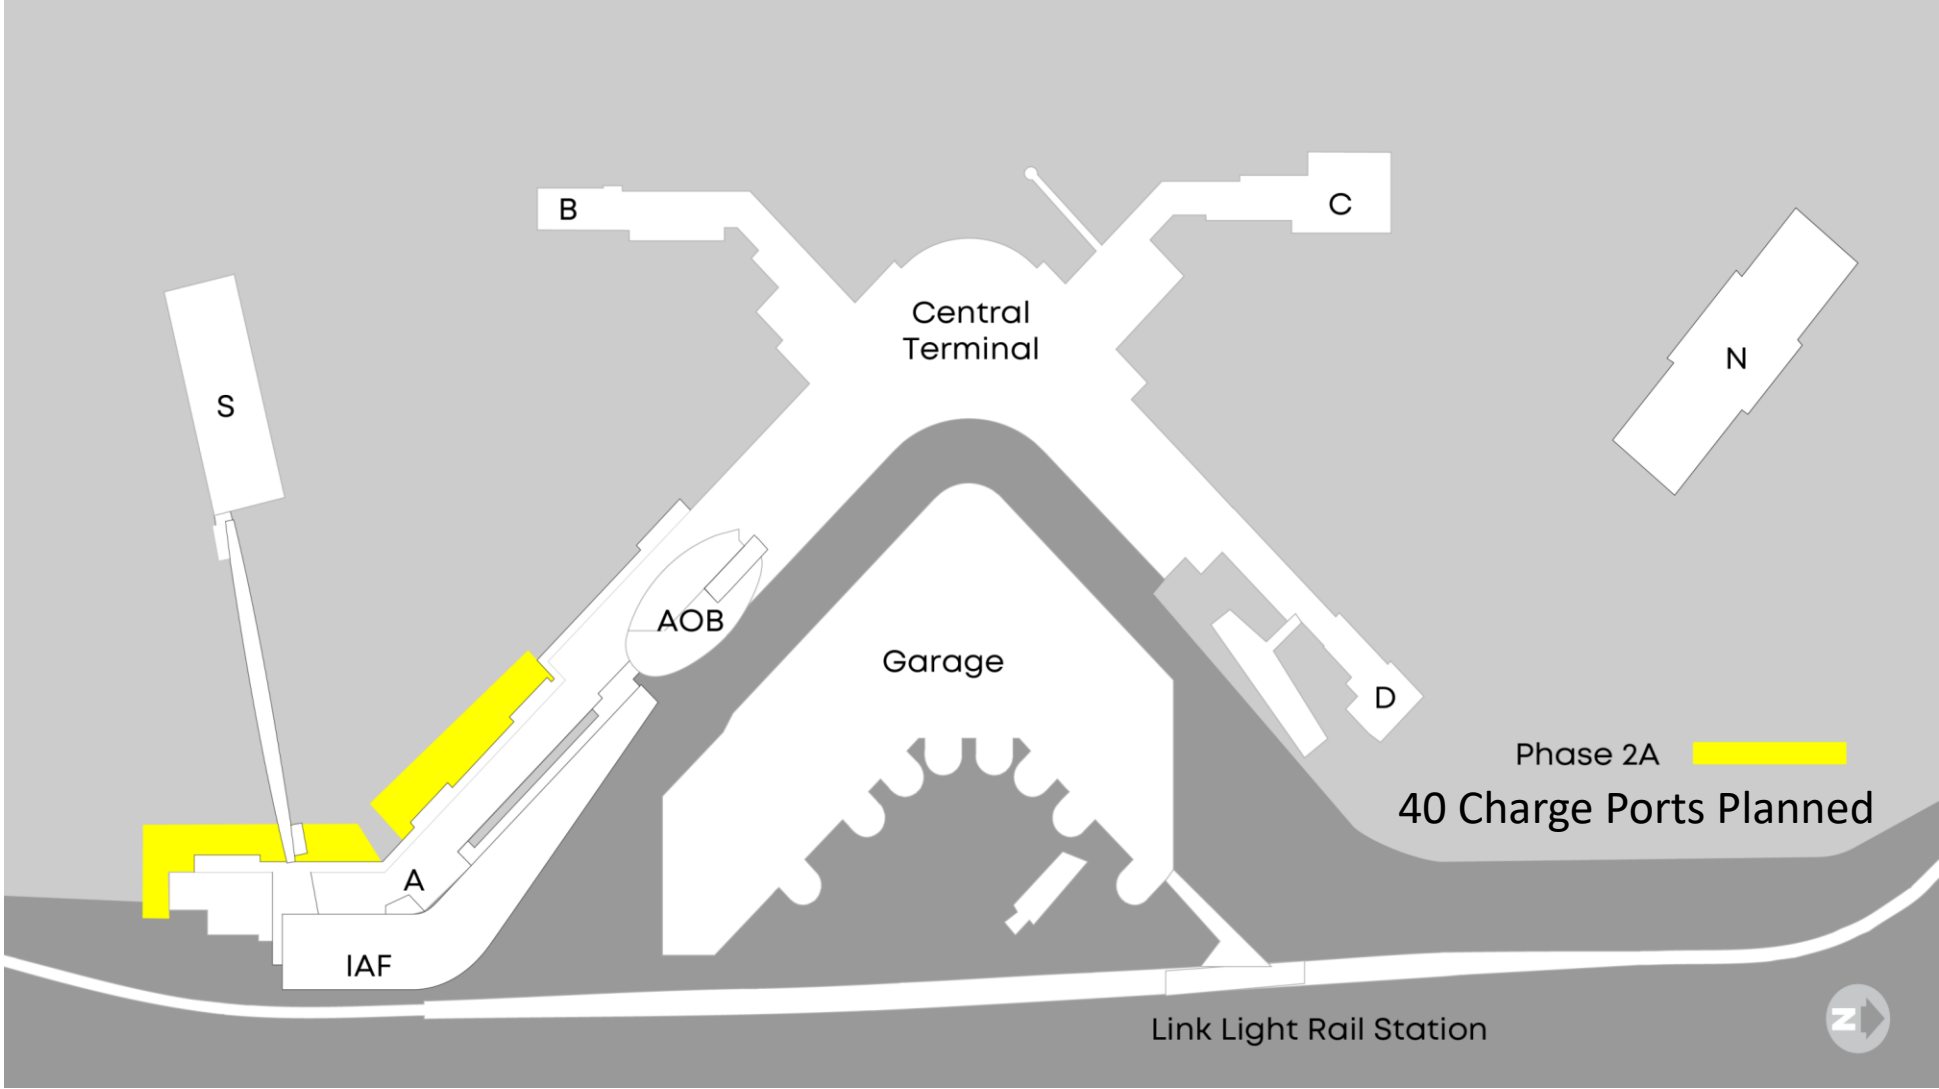 B
C
Central
Terminal
N
S
AOB
Garage
D
Phase 2A
40 Charge Ports Planned
A
IAF
Link Light Rail Station
N